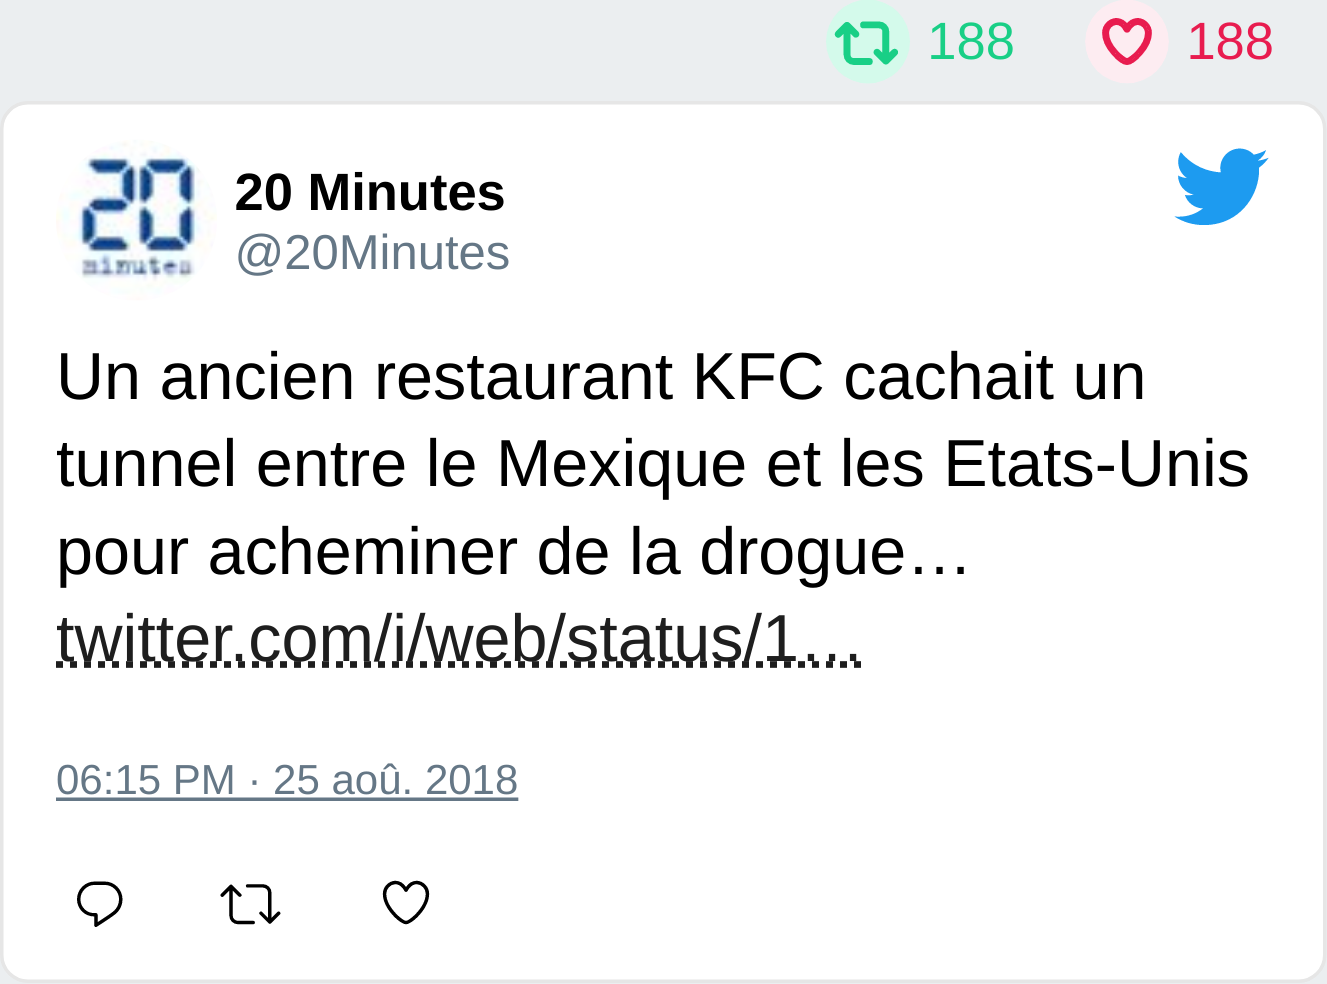 188 188
20 minutes
20 Minutes
@20Minutes
Un ancien restaurant KFC cachait un
tunnel entre le Mexique et les Etats-Unis
pour acheminer de la drogue…
twitter.com/i/web/status/1…
06:15 PM · 25 aoû. 2018